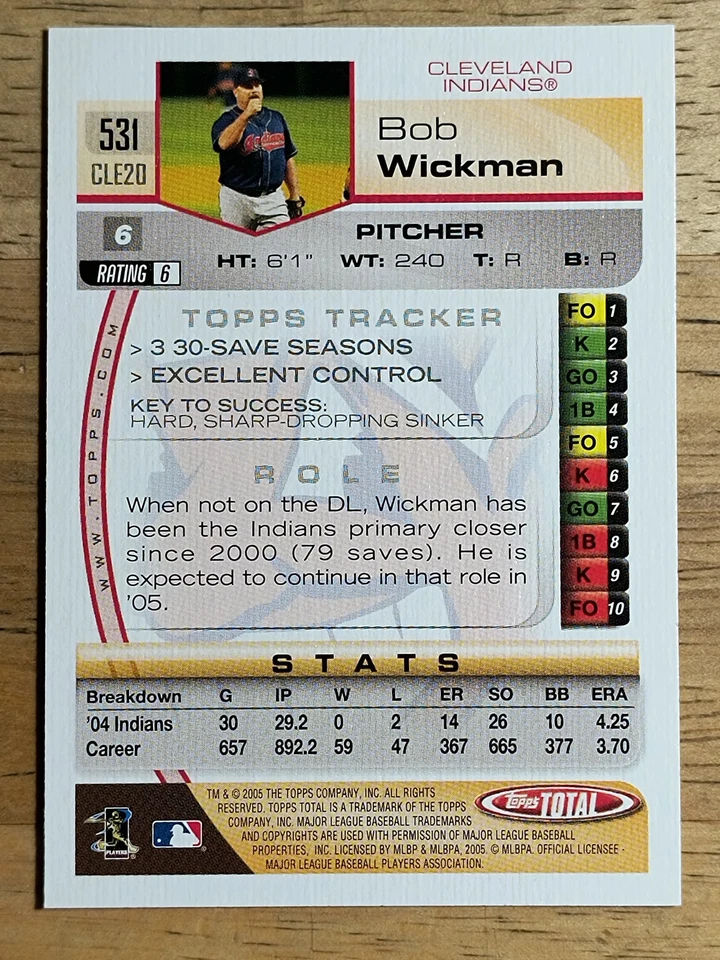 CLEVELAND
INDIANS®
531
CLE20
Bob
Wickman
6
RATING 6
PITCHER
HT: 6'1" WT: 240 T: R B: R
TOPPS TRACKER
> 3 30-SAVE SEASONS
> EXCELLENT CONTROL
KEY TO SUCCESS:
HARD, SHARP-DROPPING SINKER
ROLE
When not on the DL, Wickman has
been the Indians primary closer
since 2000 (79 saves). He is
expected to continue in that role in
'05.
WWW.TOPPS.COM
FO 1
K 2
GO 3
1B 4
FO 5
K 6
GO 7
1B 8
K 9
FO 10
STATS
Breakdown G IP W L ER SO BB ERA
'04 Indians 30 29.2 0 2 14 26 10 4.25
Career 657 892.2 59 47 367 665 377 3.70
TM & © 2005 THE TOPPS COMPANY, INC. ALL RIGHTS
RESERVED. TOPPS TOTAL IS A TRADEMARK OF THE TOPPS
COMPANY, INC. MAJOR LEAGUE BASEBALL TRADEMARKS
AND COPYRIGHTS ARE USED WITH PERMISSION OF MAJOR LEAGUE BASEBALL
PROPERTIES, INC. LICENSED BY MLBP & MLBPA, 2005. © MLBPA. OFFICIAL LICENSEE -
MAJOR LEAGUE BASEBALL PLAYERS ASSOCIATION.
Topps TOTAL
PLAYERS
Indians